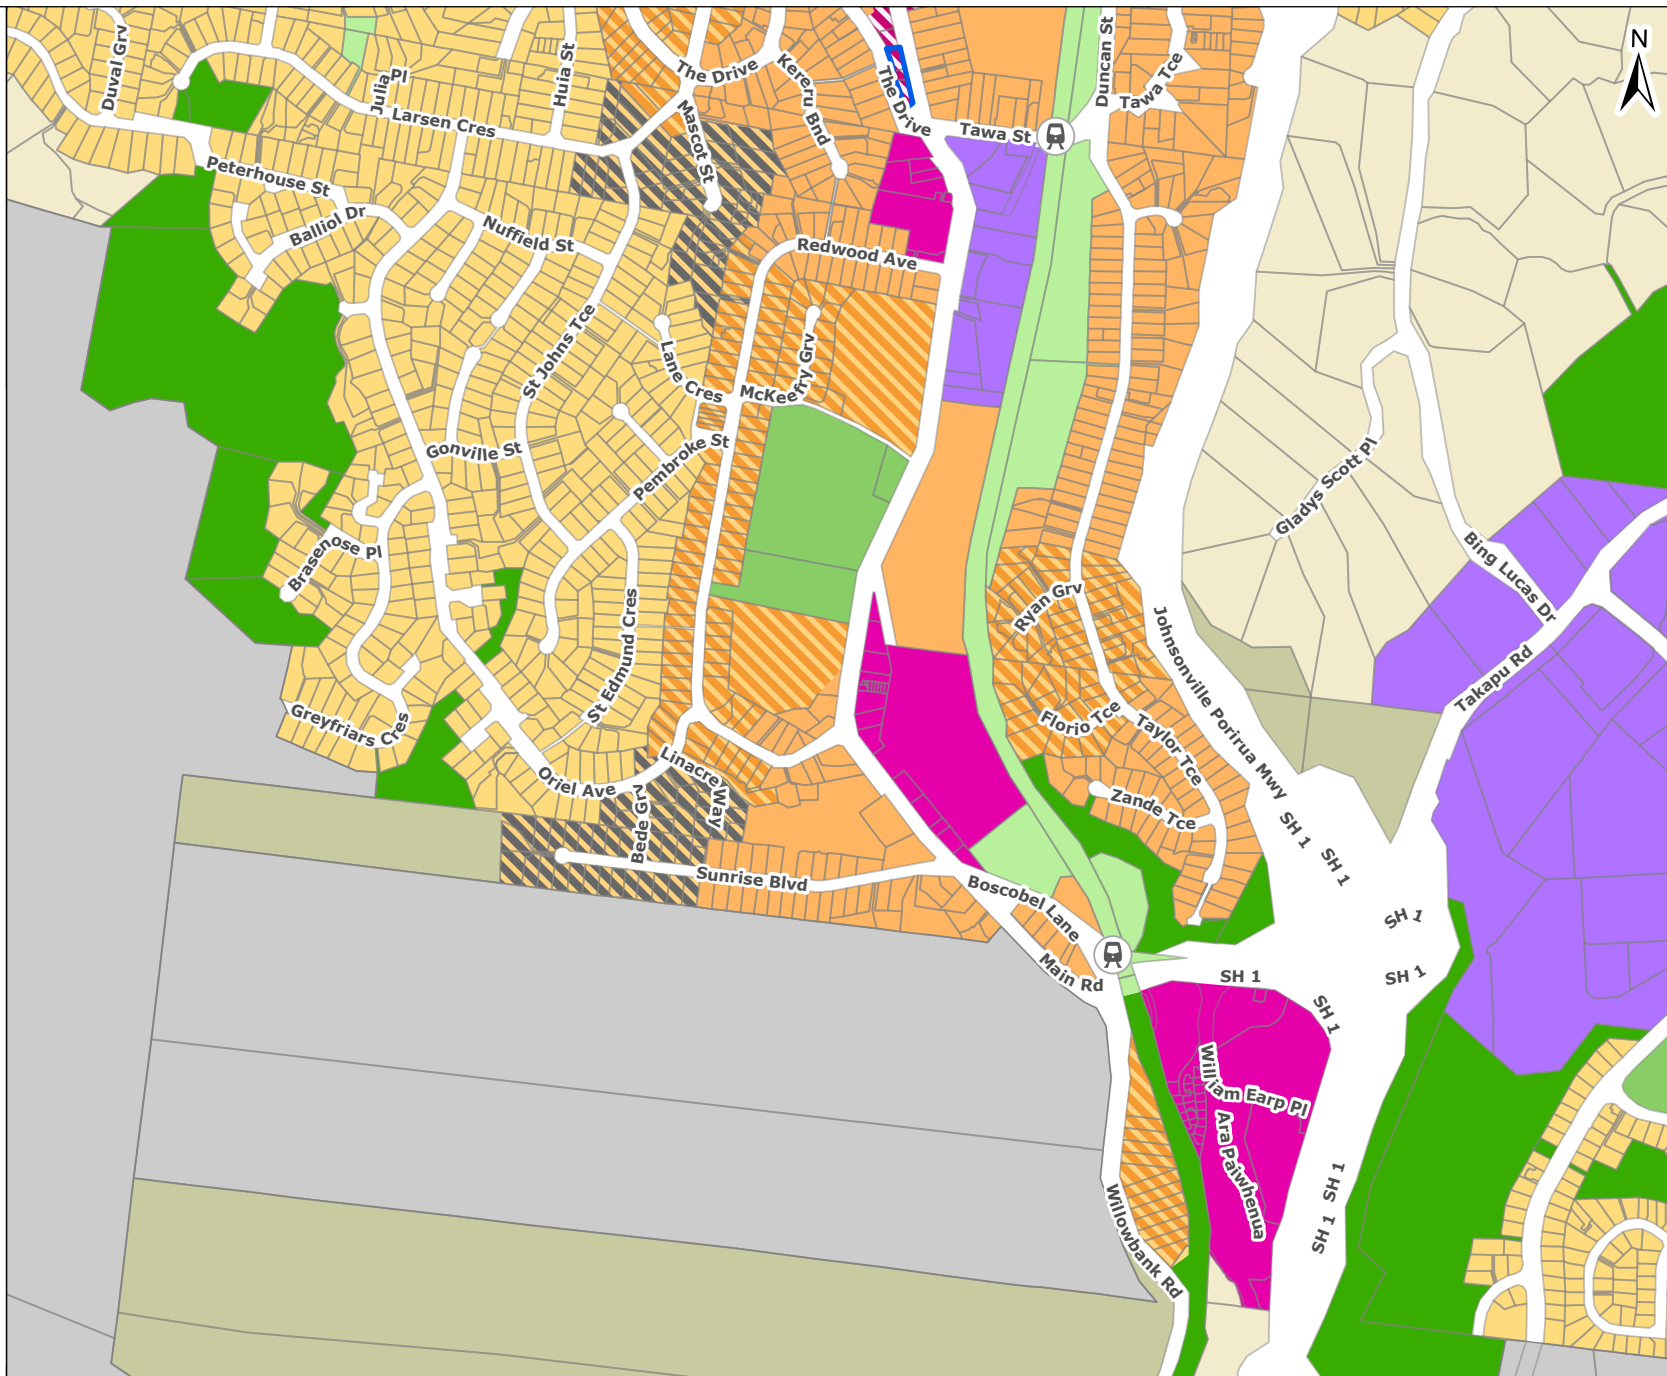 N
Duval Grv
Julia Pl
Huia St
The Drive
Kerern Bnd
The Drive
Duncan St
Tawa Tce
Larsen Cres
Mascot St
Tawa St
Peterhouse St
Balliol Dr
Nuffield St
Redwood Ave
St Johns Tce
Lane Cres
McKeefry Grv
Gonville St
Pembroke St
Gladys Scott Pl
Brasenose Pl
Bing Lucas Dr
Ryan Grv
St Edmund Cres
Johnsonville Porirua Mwy
Takapu Rd
Greyfriars Cres
Florio Tce
Taylor Tce
Linacre Way
Oriel Ave
Bede Grv
Zande Tce
SH 1
SH 1
Sunrise Blvd
Boscobel Lane
SH 1
Main Rd
SH 1
SH 1
SH 1
William Earp Pl
Ara Paiwhenua
SH 1
SH 1
Willowbank Rd